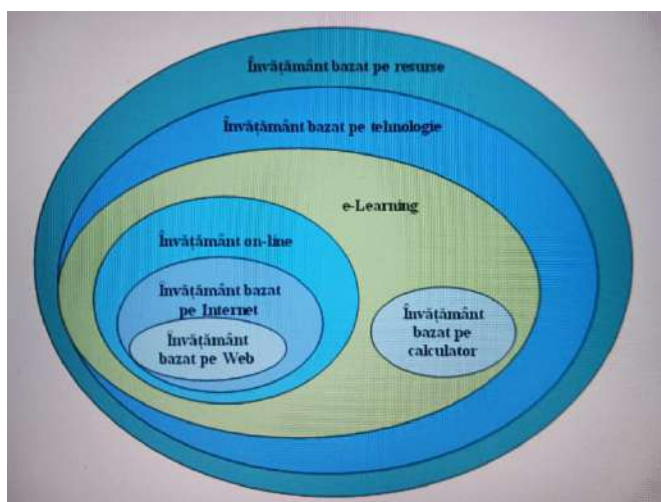 Învățământ bazat pe resurse
Învățământ bazat pe tehnologie
e-Learning
Învățământ on-line
Învățământ bazat
pe Internet
Învățământ
bazat pe Web
Învățământ
bazat pe
calculator